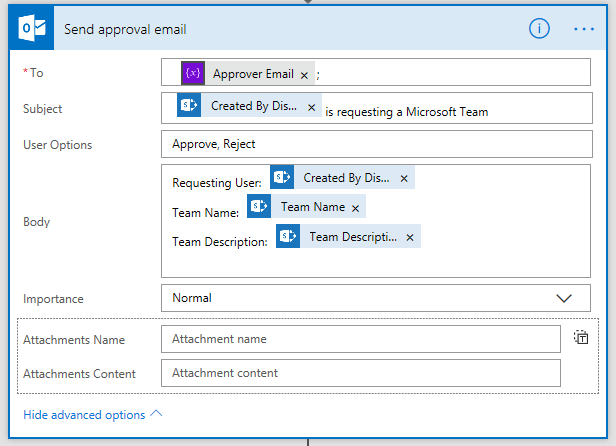 Send approval email
* To {x} Approver Email × ;
Subject Created By Dis... × is requesting a Microsoft Team
User Options Approve, Reject
Body
Requesting User: Created By Dis... ×
Team Name: Team Name ×
Team Description: Team Descripti... ×
Importance Normal
Attachments Name Attachment name
Attachments Content Attachment content
Hide advanced options